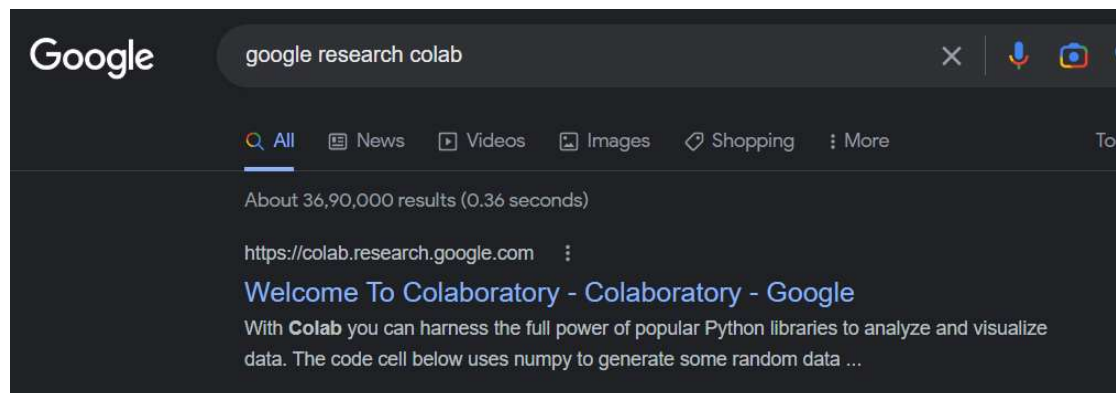 Google
google research colab
All News Videos Images Shopping More To
About 36,90,000 results (0.36 seconds)
https://colab.research.google.com
Welcome To Colaboratory - Colaboratory - Google
With Colab you can harness the full power of popular Python libraries to analyze and visualize
data. The code cell below uses numpy to generate some random data ...